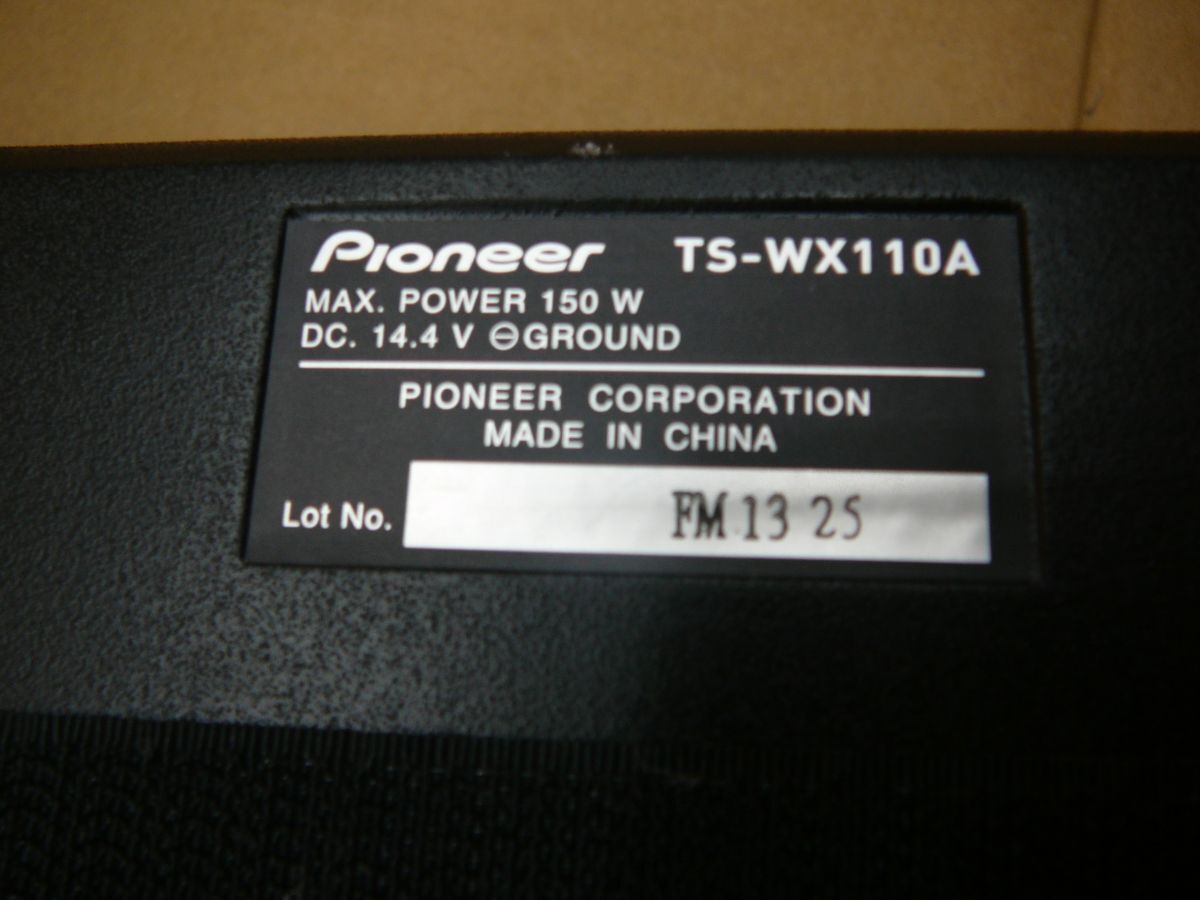 Pioneer TS-WX110A
MAX. POWER 150 W
DC. 14.4 V ⊖GROUND
PIONEER CORPORATION
MADE IN CHINA
Lot No. FM 13 25